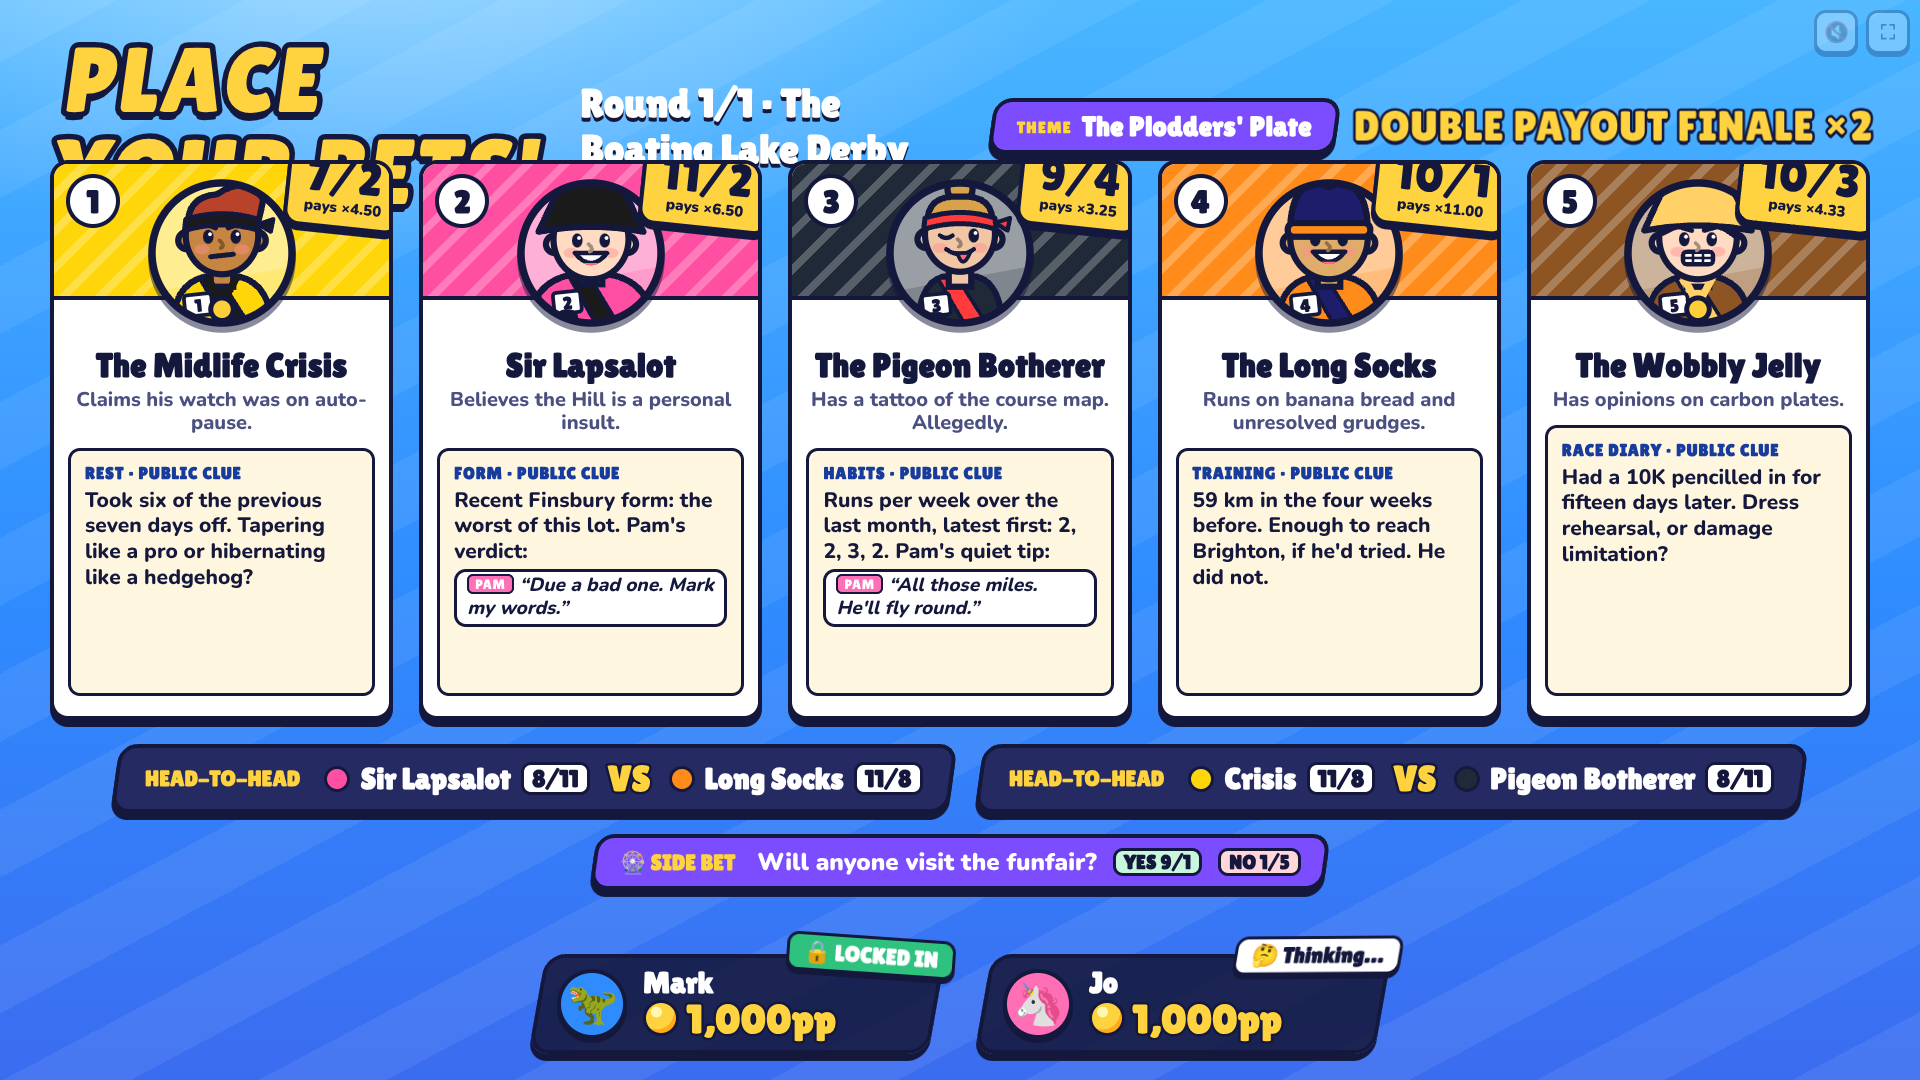 PLACE
YOUR BETS!
Round 1/1 · The
Boating Lake Derby
THEME The Plodders' Plate
DOUBLE PAYOUT FINALE ×2
1
7/2
pays ×4.50
1
The Midlife Crisis
Claims his watch was on auto-
pause.
REST · PUBLIC CLUE
Took six of the previous
seven days off. Tapering
like a pro or hibernating
like a hedgehog?
2
11/2
pays ×6.50
2
Sir Lapsalot
Believes the Hill is a personal
insult.
FORM · PUBLIC CLUE
Recent Finsbury form: the
worst of this lot. Pam's
verdict:
PAM “Due a bad one. Mark
my words.”
3
9/4
pays ×3.25
3
The Pigeon Botherer
Has a tattoo of the course map.
Allegedly.
HABITS · PUBLIC CLUE
Runs per week over the
last month, latest first: 2,
2, 3, 2. Pam's quiet tip:
PAM “All those miles.
He'll fly round.”
4
10/1
pays ×11.00
4
The Long Socks
Runs on banana bread and
unresolved grudges.
TRAINING · PUBLIC CLUE
59 km in the four weeks
before. Enough to reach
Brighton, if he'd tried. He
did not.
5
10/3
pays ×4.33
5
The Wobbly Jelly
Has opinions on carbon plates.
RACE DIARY · PUBLIC CLUE
Had a 10K pencilled in for
fifteen days later. Dress
rehearsal, or damage
limitation?
HEAD-TO-HEAD Sir Lapsalot 8/11 VS Long Socks 11/8
HEAD-TO-HEAD Crisis 11/8 VS Pigeon Botherer 8/11
SIDE BET Will anyone visit the funfair? YES 9/1 NO 1/5
LOCKED IN
Mark
1,000pp
Thinking...
Jo
1,000pp